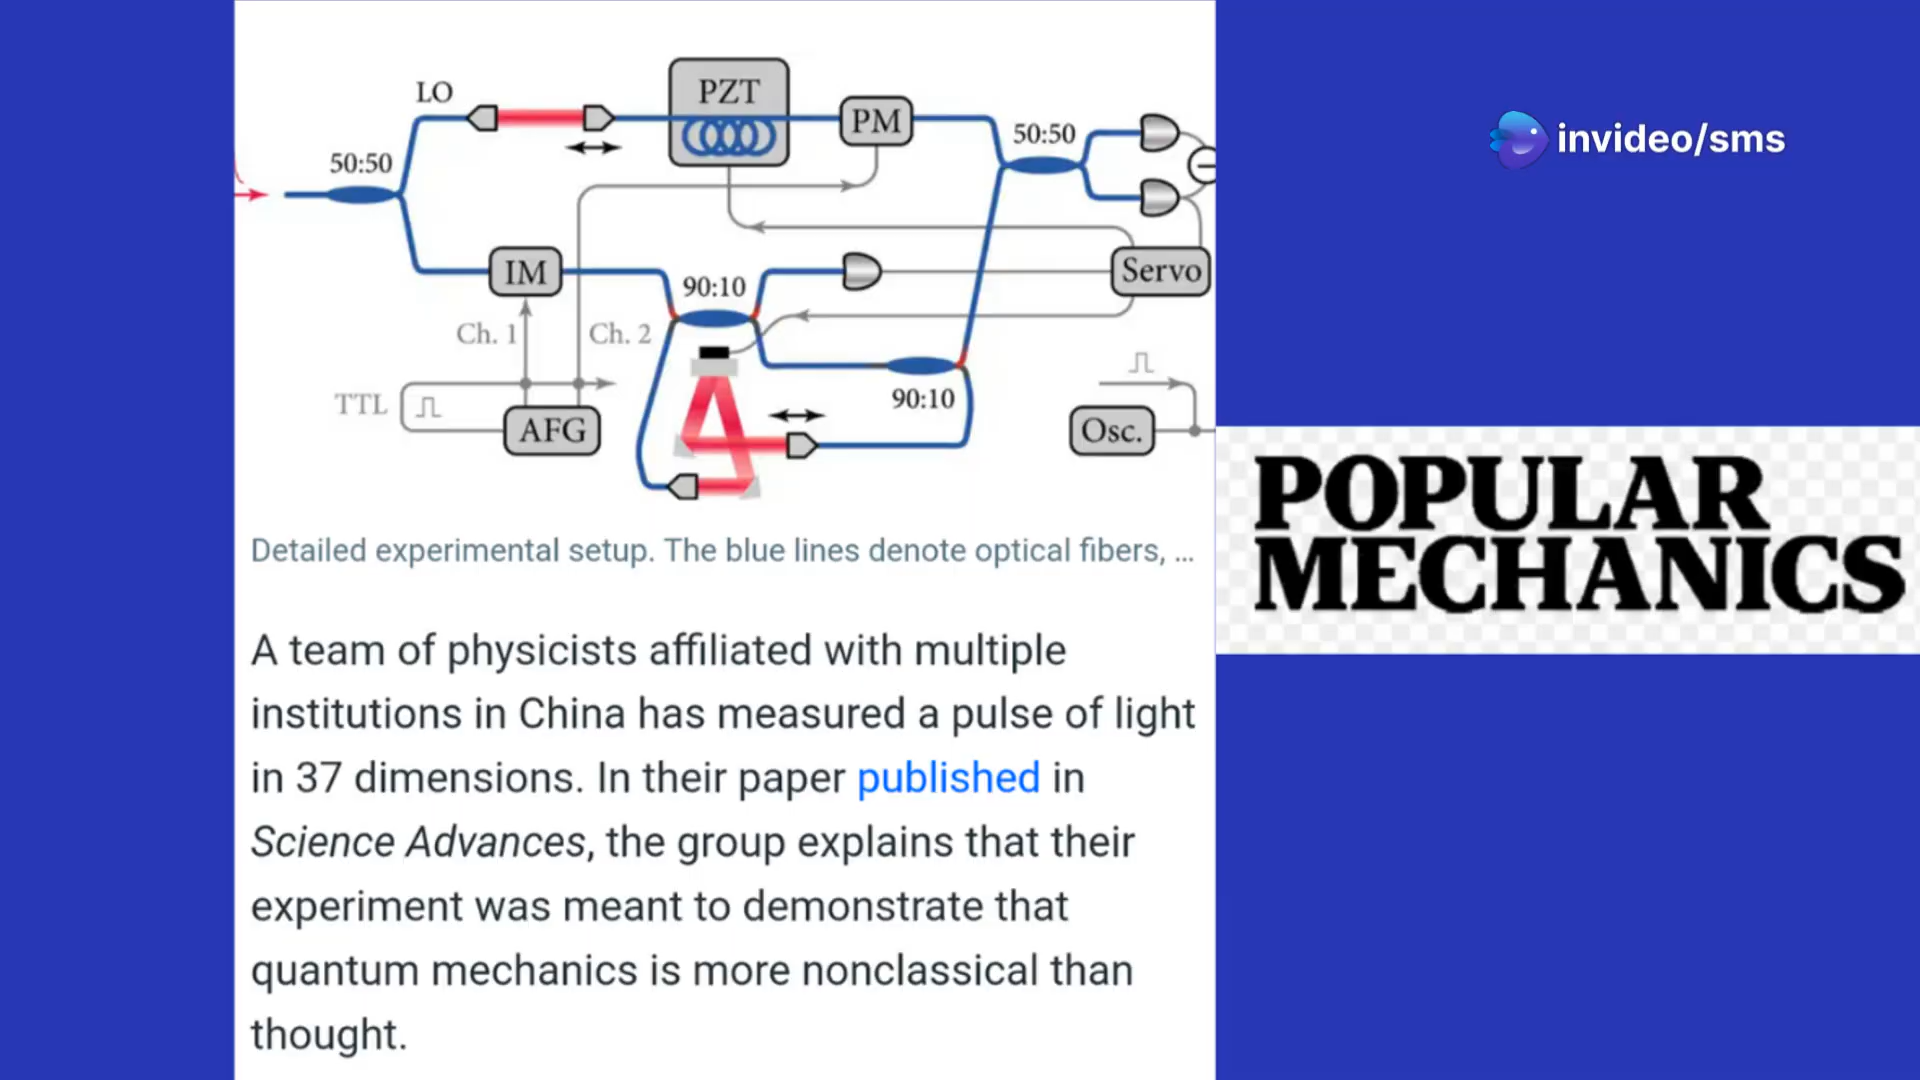 LO
PZT
PM
50:50
50:50
invideo/sms
IM
90:10
Servo
Ch. 1
Ch. 2
TTL
AFG
90:10
Osc.
POPULAR
MECHANICS
Detailed experimental setup. The blue lines denote optical fibers, ...
A team of physicists affiliated with multiple
institutions in China has measured a pulse of light
in 37 dimensions. In their paper published in
Science Advances, the group explains that their
experiment was meant to demonstrate that
quantum mechanics is more nonclassical than
thought.